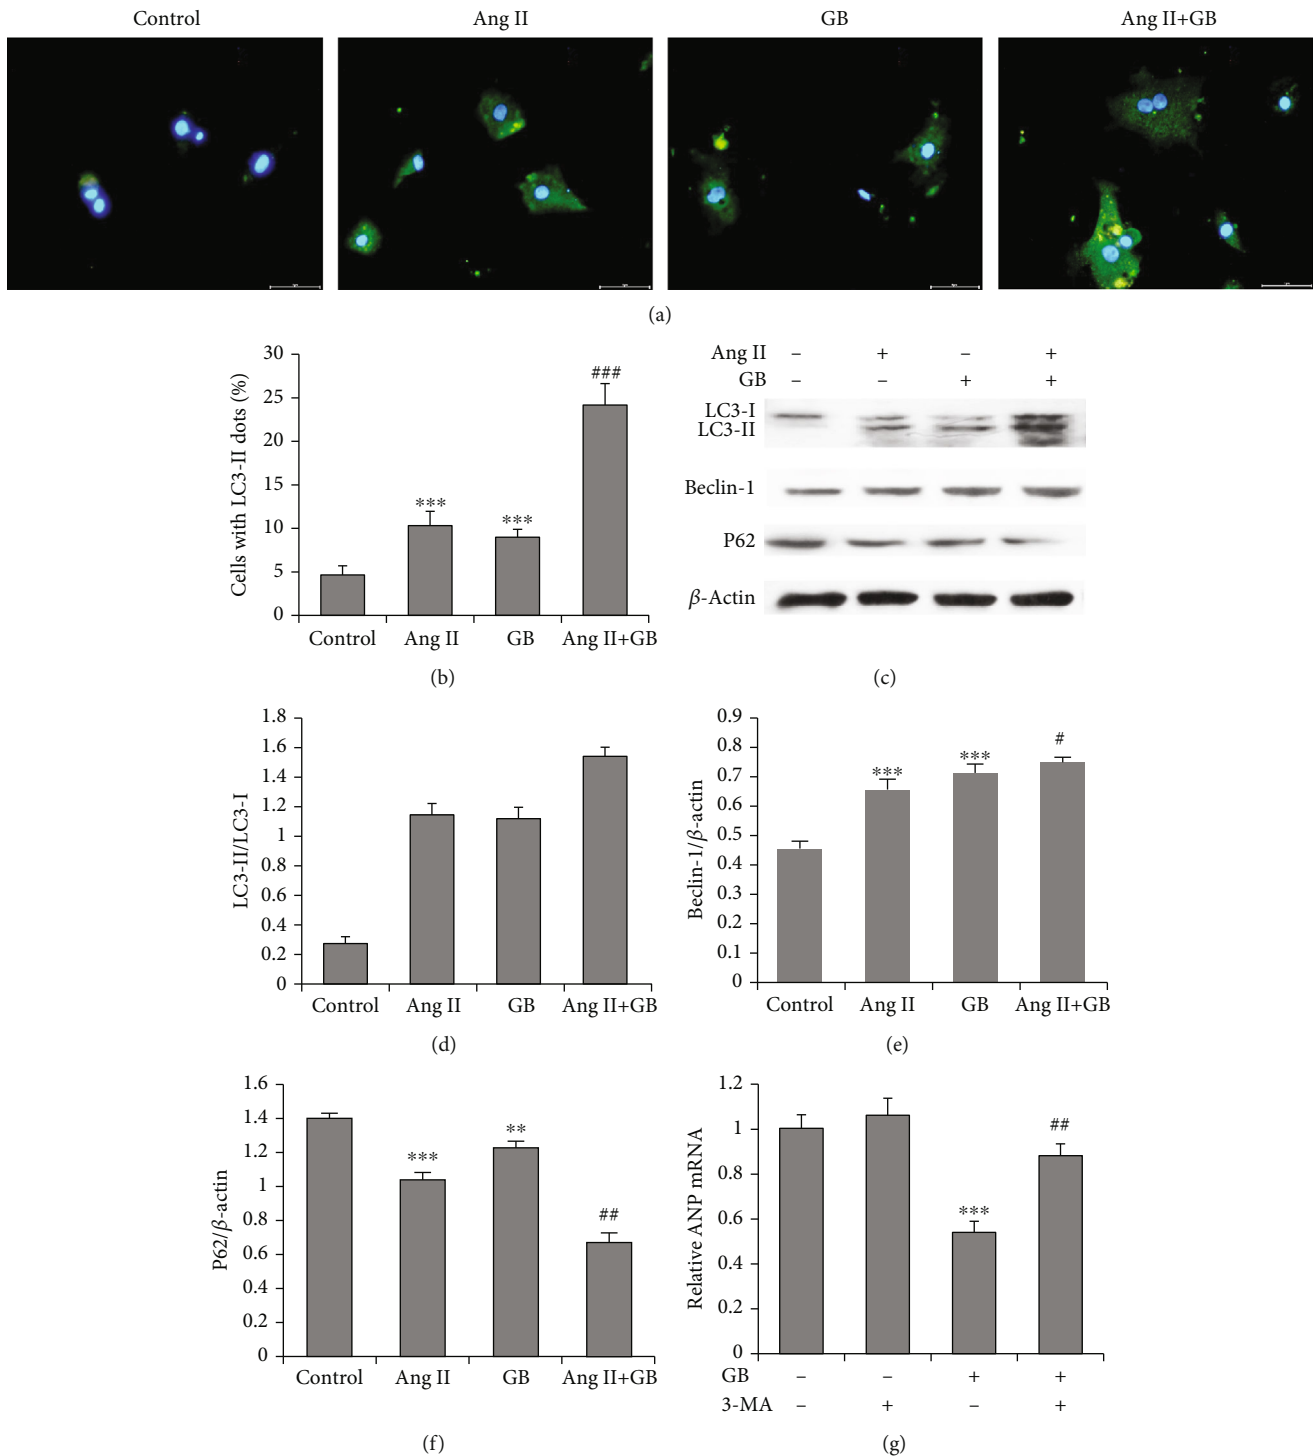 Control Ang II GB Ang II+GB
(a)
Cells with LC3-II dots (%)
30
25
20
15
10
5
0
***
***
###
Control Ang II GB Ang II+GB
(b)
Ang II – + – +
GB – – + +
LC3-I
LC3-II
Beclin-1
P62
β-Actin
(c)
LC3-II/LC3-I
1.8
1.6
1.4
1.2
1
0.8
0.6
0.4
0.2
0
Control Ang II GB Ang II+GB
(d)
Beclin-1/β-actin
0.9
0.8
0.7
0.6
0.5
0.4
0.3
0.2
0.1
0
***
***
#
Control Ang II GB Ang II+GB
(e)
P62/β-actin
1.6
1.4
1.2
1
0.8
0.6
0.4
0.2
0
***
**
##
Control Ang II GB Ang II+GB
(f)
Relative ANP mRNA
1.2
1
0.8
0.6
0.4
0.2
0
***
##
GB – – + +
3-MA – + – +
(g)